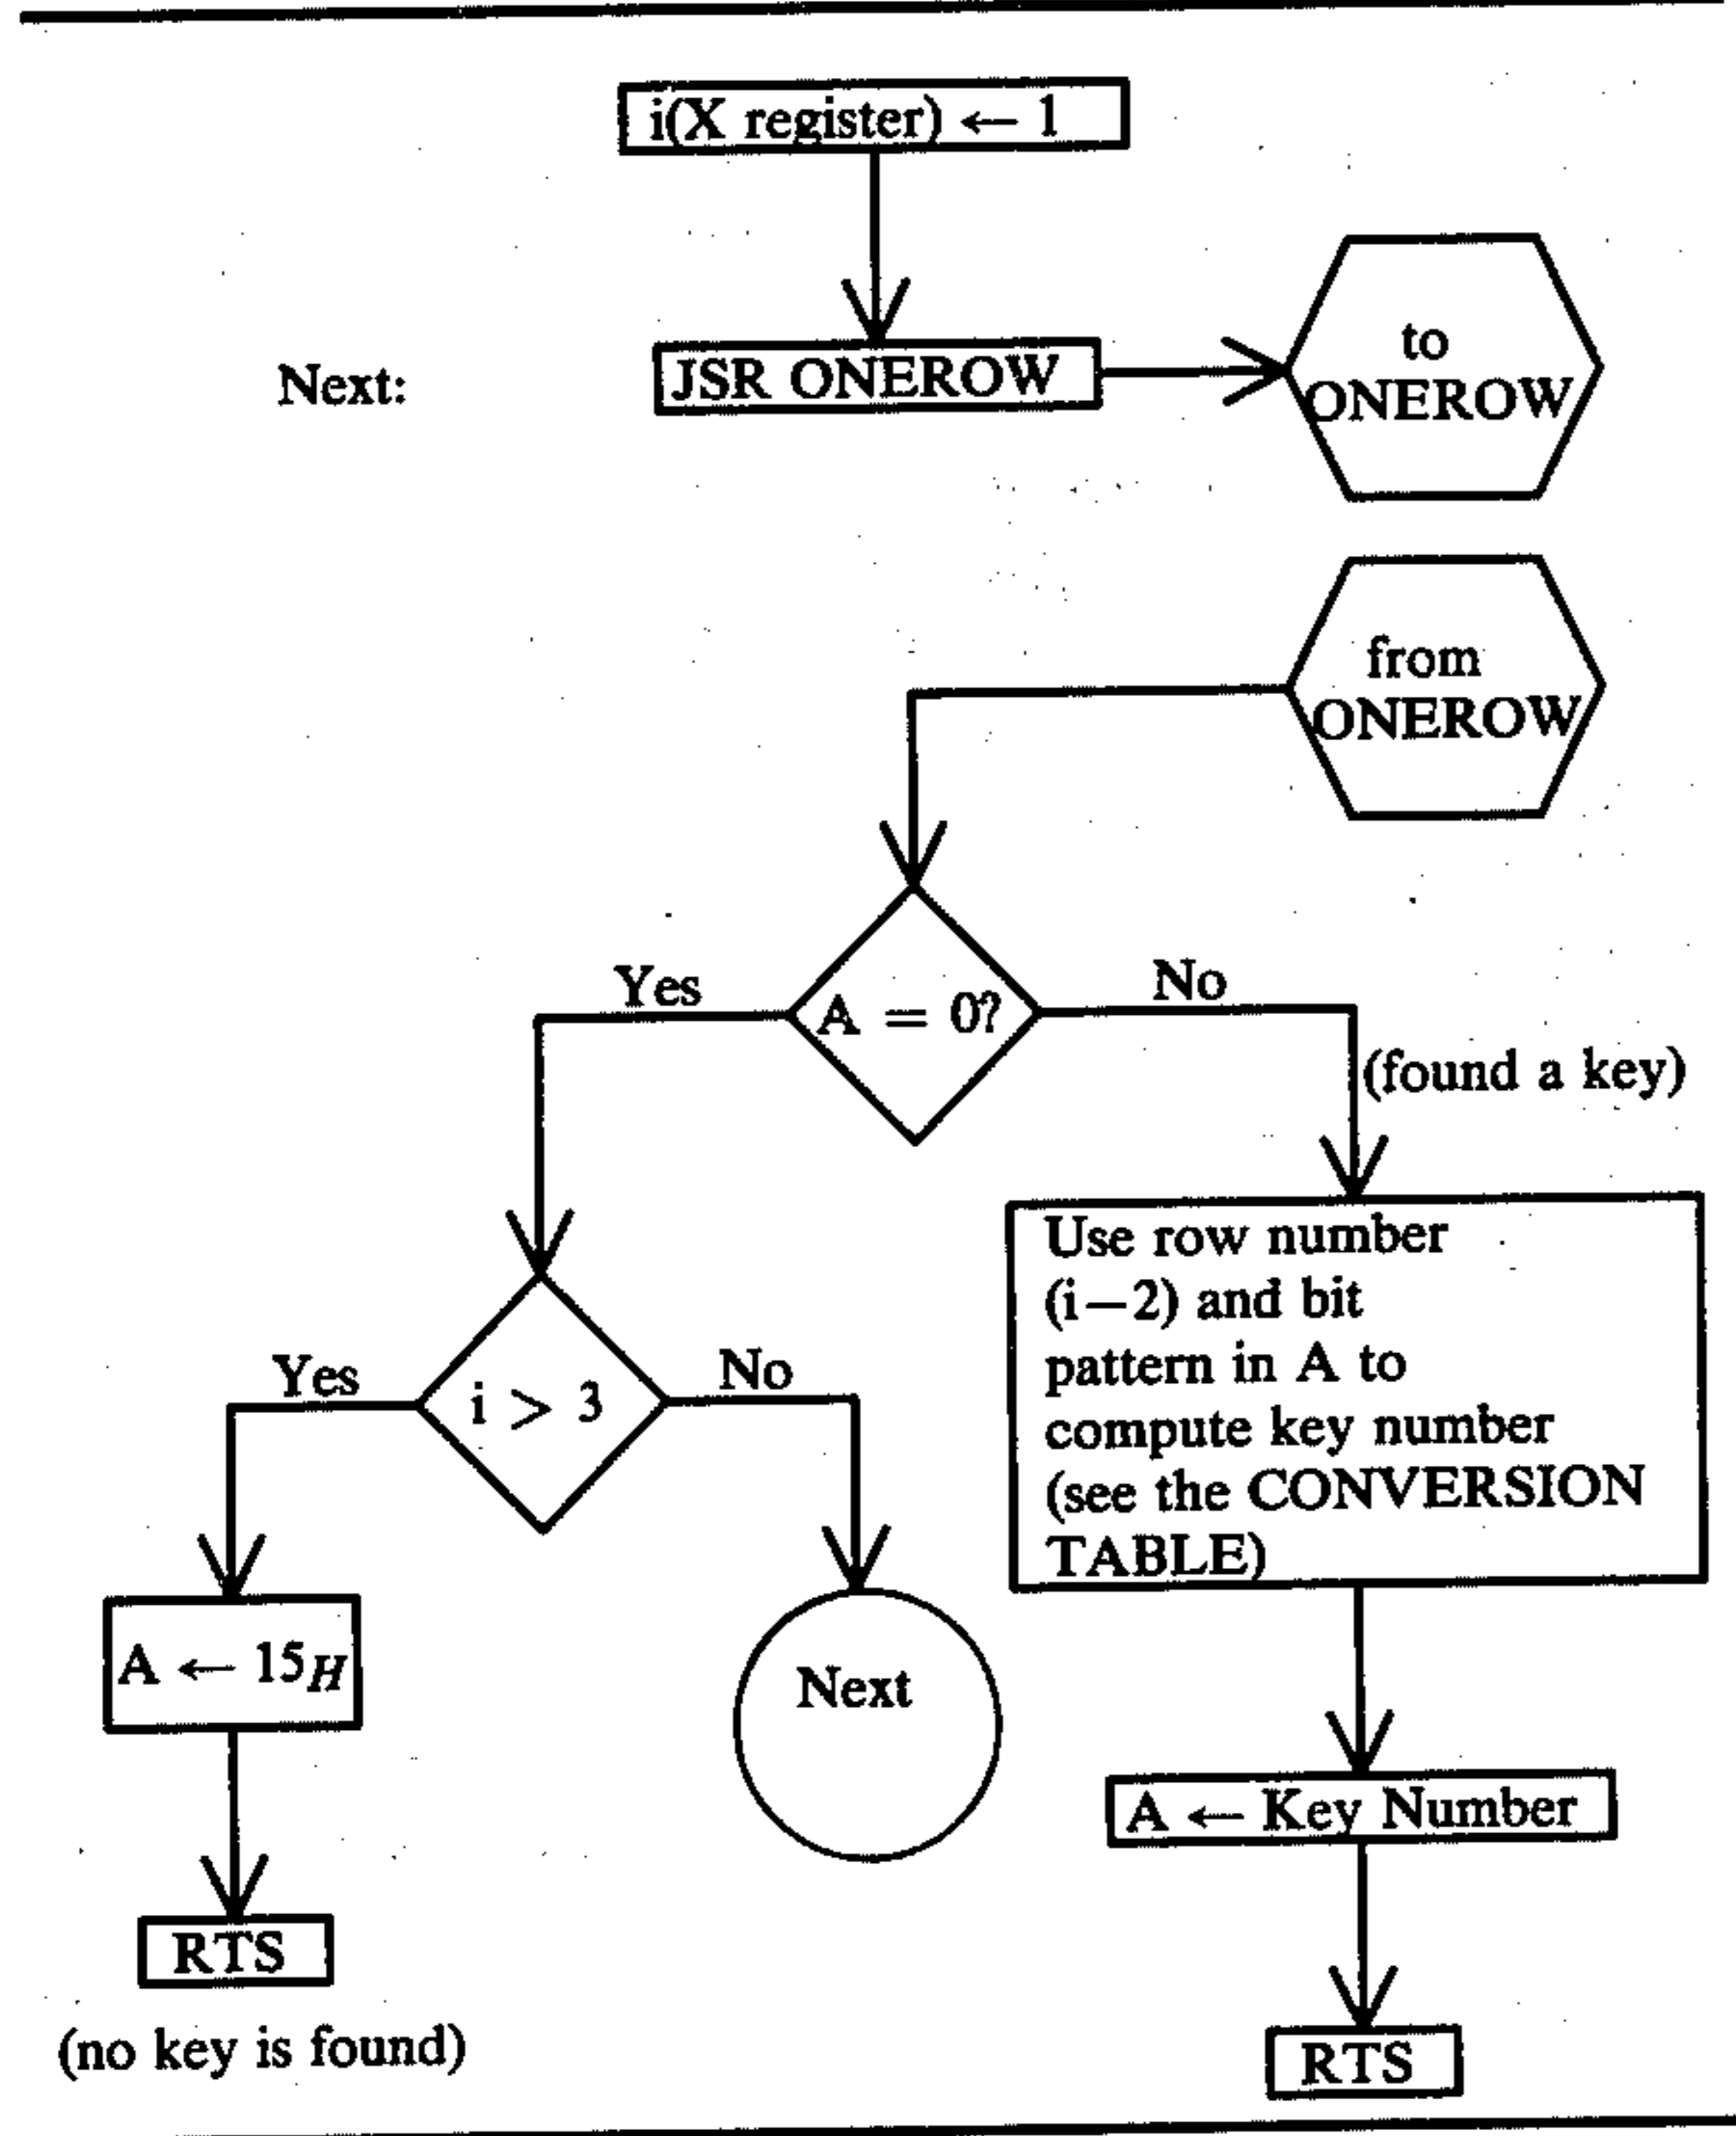 i(X register) ← 1
Next:
JSR ONEROW
to
ONEROW
from
ONEROW
A = 0?
Yes
No
(found a key)
i > 3
Yes
No
Use row number
(i−2) and bit
pattern in A to
compute key number
(see the CONVERSION
TABLE)
A ← 15H
Next
A ← Key Number
RTS
(no key is found)
RTS